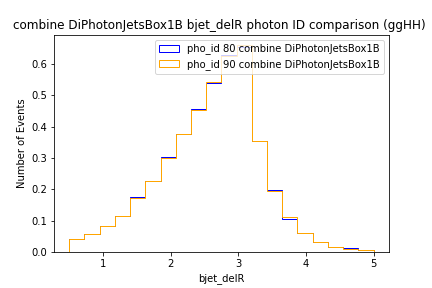 combine DiPhotonJetsBox1B bjet_delR photon ID comparison (ggHH)
pho_id 80 combine DiPhotonJetsBox1B
pho_id 90 combine DiPhotonJetsBox1B
Number of Events
0.6
0.5
0.4
0.3
0.2
0.1
0.0
1 2 3 4 5
bjet_delR